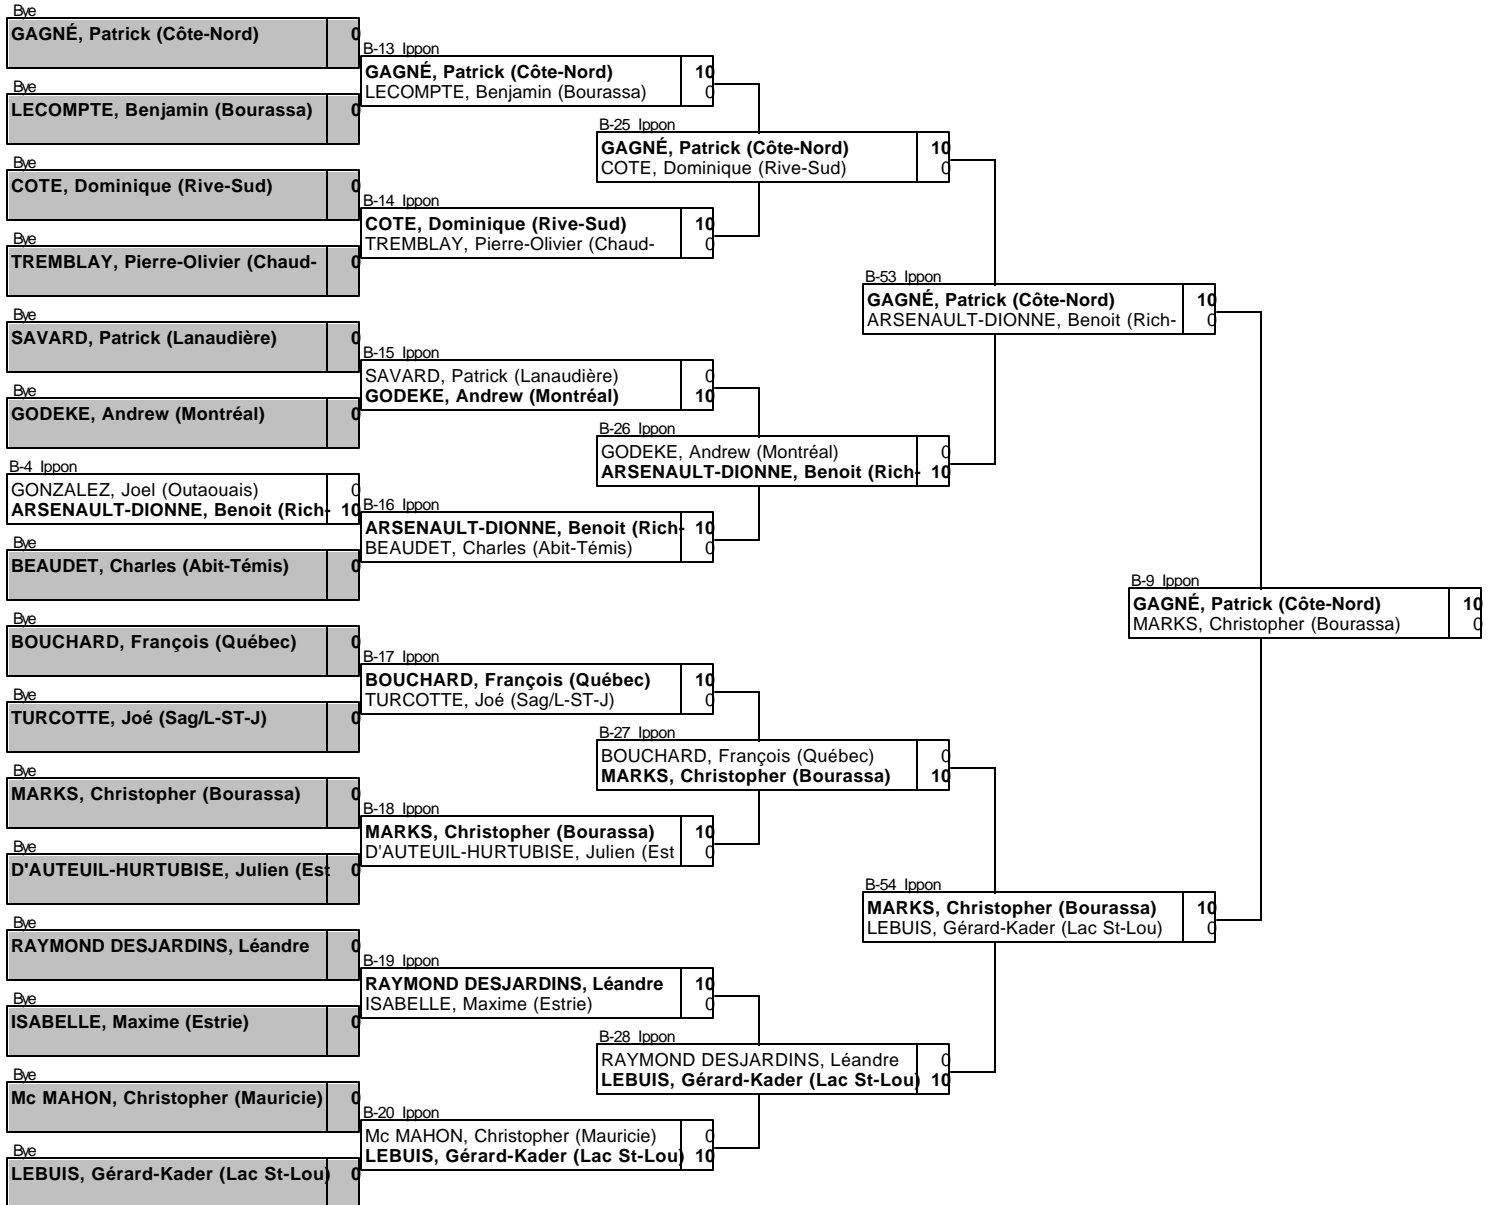 Bye
GAGNÉ, Patrick (Côte-Nord) 0
Bye
LECOMPTE, Benjamin (Bourassa) 0
Bye
COTE, Dominique (Rive-Sud) 0
Bye
TREMBLAY, Pierre-Olivier (Chaud- 0
Bye
SAVARD, Patrick (Lanaudière) 0
Bye
GODEKE, Andrew (Montréal) 0
B-4 Ippon
GONZALEZ, Joel (Outaouais) 0
ARSENAULT-DIONNE, Benoit (Rich- 10
Bye
BEAUDET, Charles (Abit-Témis) 0
Bye
BOUCHARD, François (Québec) 0
Bye
TURCOTTE, Joé (Sag/L-ST-J) 0
Bye
MARKS, Christopher (Bourassa) 0
Bye
D'AUTEUIL-HURTUBISE, Julien (Est 0
Bye
RAYMOND DESJARDINS, Léandre 0
Bye
ISABELLE, Maxime (Estrie) 0
Bye
Mc MAHON, Christopher (Mauricie) 0
Bye
LEBUIS, Gérard-Kader (Lac St-Lou) 0
B-13 Ippon
GAGNÉ, Patrick (Côte-Nord) 10
LECOMPTE, Benjamin (Bourassa) 0
B-14 Ippon
COTE, Dominique (Rive-Sud) 10
TREMBLAY, Pierre-Olivier (Chaud- 0
B-15 Ippon
SAVARD, Patrick (Lanaudière) 0
GODEKE, Andrew (Montréal) 10
B-16 Ippon
ARSENAULT-DIONNE, Benoit (Rich- 10
BEAUDET, Charles (Abit-Témis) 0
B-17 Ippon
BOUCHARD, François (Québec) 10
TURCOTTE, Joé (Sag/L-ST-J) 0
B-18 Ippon
MARKS, Christopher (Bourassa) 10
D'AUTEUIL-HURTUBISE, Julien (Est 0
B-19 Ippon
RAYMOND DESJARDINS, Léandre 10
ISABELLE, Maxime (Estrie) 0
B-20 Ippon
Mc MAHON, Christopher (Mauricie) 0
LEBUIS, Gérard-Kader (Lac St-Lou) 10
B-25 Ippon
GAGNÉ, Patrick (Côte-Nord) 10
COTE, Dominique (Rive-Sud) 0
B-26 Ippon
GODEKE, Andrew (Montréal) 0
ARSENAULT-DIONNE, Benoit (Rich- 10
B-27 Ippon
BOUCHARD, François (Québec) 0
MARKS, Christopher (Bourassa) 10
B-28 Ippon
RAYMOND DESJARDINS, Léandre 0
LEBUIS, Gérard-Kader (Lac St-Lou) 10
B-53 Ippon
GAGNÉ, Patrick (Côte-Nord) 10
ARSENAULT-DIONNE, Benoit (Rich- 0
B-54 Ippon
MARKS, Christopher (Bourassa) 10
LEBUIS, Gérard-Kader (Lac St-Lou) 0
B-9 Ippon
GAGNÉ, Patrick (Côte-Nord) 10
MARKS, Christopher (Bourassa) 0